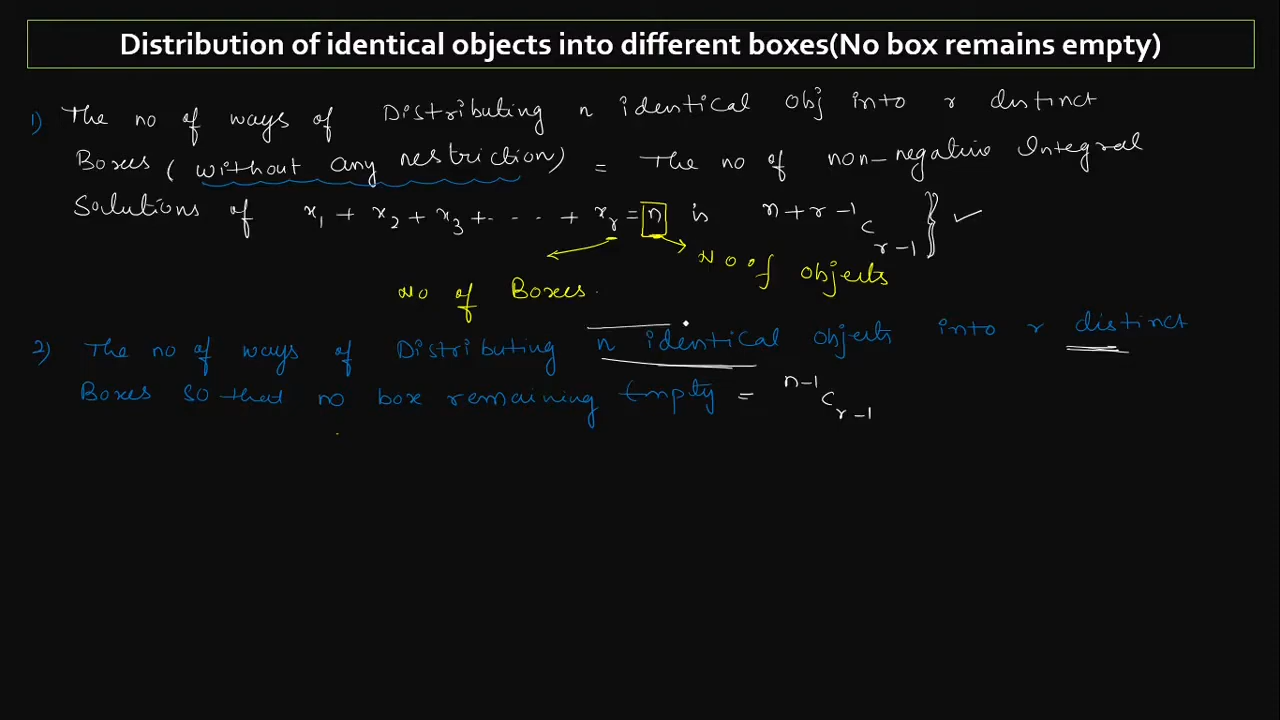 Distribution of identical objects into different boxes(No box remains empty)
1) The no of ways of Distributing n identical obj into r distinct
Boxes (without any restriction) = The no of non-negative Integral
Solutions of x₁ + x₂ + x₃ + .... + xᵣ = n is n+r-1 C r-1
No of objects
No of Boxes.
2) The no of ways of Distributing n identical objects into r distinct
Boxes so that no box remaining Empty = n-1 C r-1